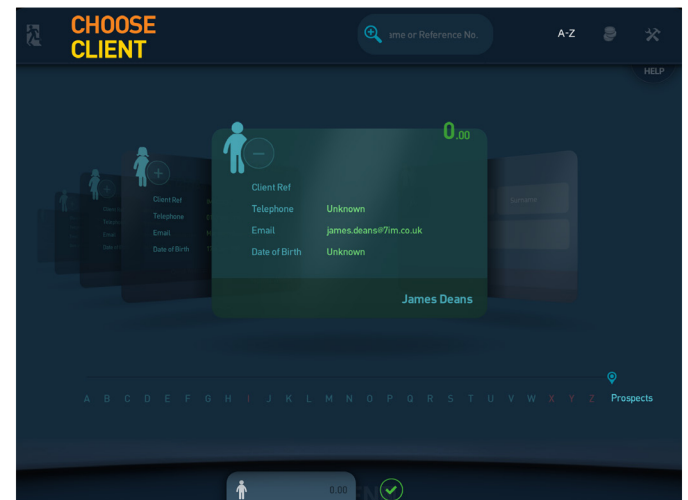 CHOOSE
CLIENT
me or Reference No.
A-Z
HELP
0.00
Client Ref
Telephone Unknown
Email james.deans@7im.co.uk
Date of Birth Unknown
James Deans
Client Ref
Telephone
Email
Date of Birth
Surname
A B C D E F G H I J K L M N O P Q R S T U V W X Y Z Prospects
0.00